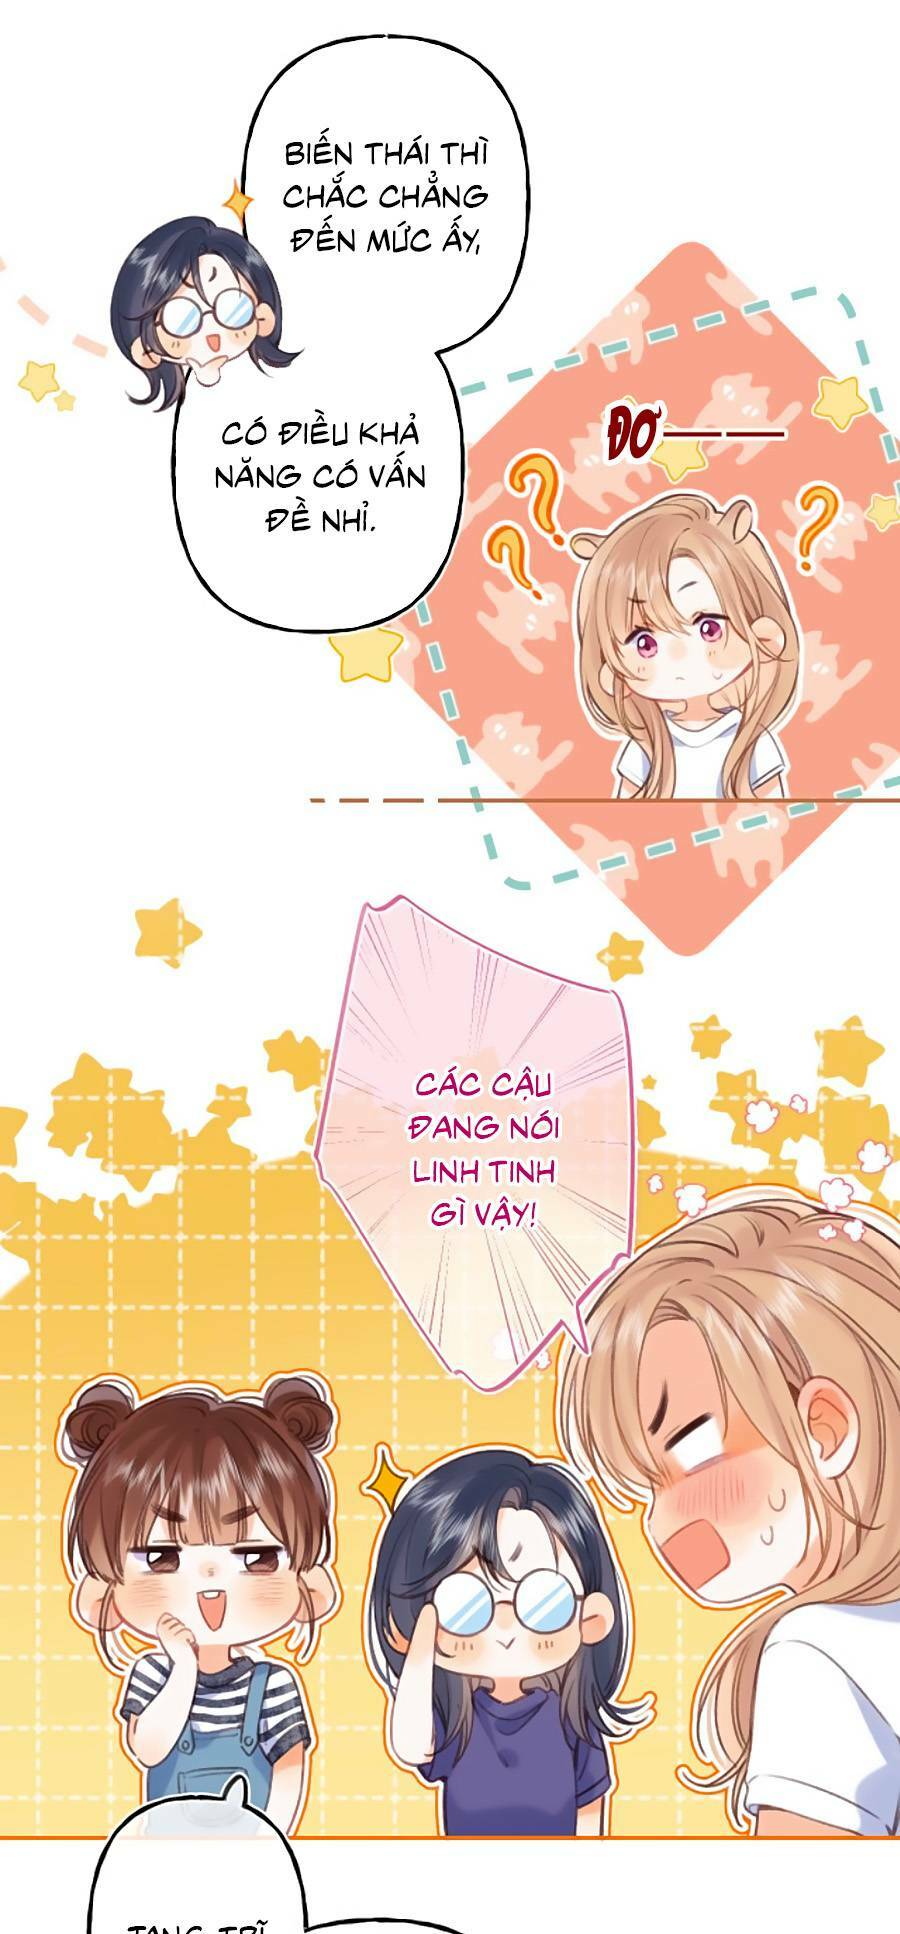 BIẾN THÁI THÌ
CHẮC CHẲNG
ĐẾN MỨC ẤY,
CÓ ĐIỀU KHẢ
NĂNG CÓ VẤN
ĐỀ NHỈ.
ĐƠ
CÁC CẬU
ĐANG NÓI
LINH TINH
GÌ VẬY!